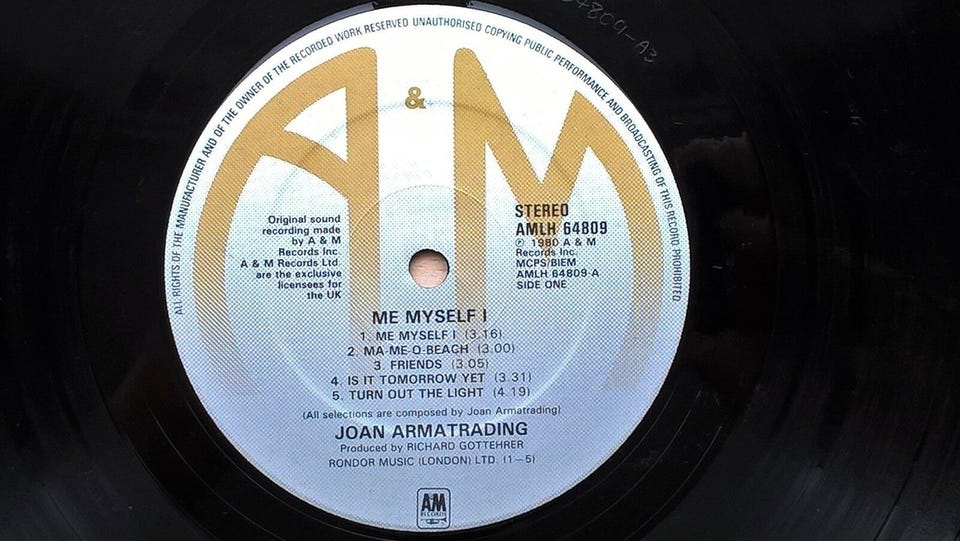 ALL RIGHTS OF THE MANUFACTURER AND OF THE OWNER OF THE RECORDED WORK RESERVED UNAUTHORISED COPYING PUBLIC PERFORMANCE AND BROADCASTING OF THIS RECORD PROHIBITED
A & M
Original sound
recording made
by A & M
Records Inc.
A & M Records Ltd.
are the exclusive
licensees for
the UK
STEREO
AMLH 64809
℗ 1980 A & M
Records Inc.
MCPS/BIEM
AMLH 64809-A
SIDE ONE
ME MYSELF I
1. ME MYSELF I (3.16)
2. MA-ME-O-BEACH (3.00)
3. FRIENDS (3.05)
4. IS IT TOMORROW YET (3.31)
5. TURN OUT THE LIGHT (4.19)
(All selections are composed by Joan Armatrading)
JOAN ARMATRADING
Produced by RICHARD GOTTEHRER
RONDOR MUSIC (LONDON) LTD. (1—5)
A&M
RECORDS